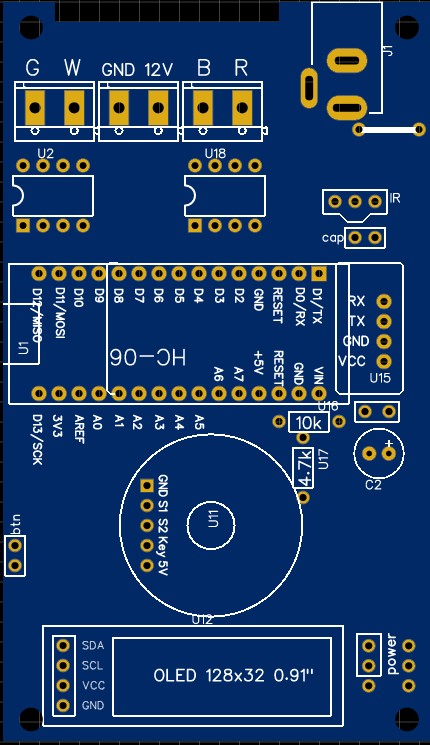 btn
U1
D13/SCK
3V3
AREF
A0
A1
A2
A3
A4
A5
A6
A7
+5V
RESET
GND
VIN
D12/MISO
D11/MOSI
D10
D9
D8
D7
D6
D5
D4
D3
D2
GND
RESET
D0/RX
D1/TX
HC-06
U2
U18
G
W
GND 12V
B
R
GND
VCC
SCL
SDA
OLED 128x32 0.91"
U12
GND S1 S2 Key 5V
U11
4.7k
U17
10k
U16
power
C2
+
U15
VCC
GND
TX
RX
cap
IR
J1